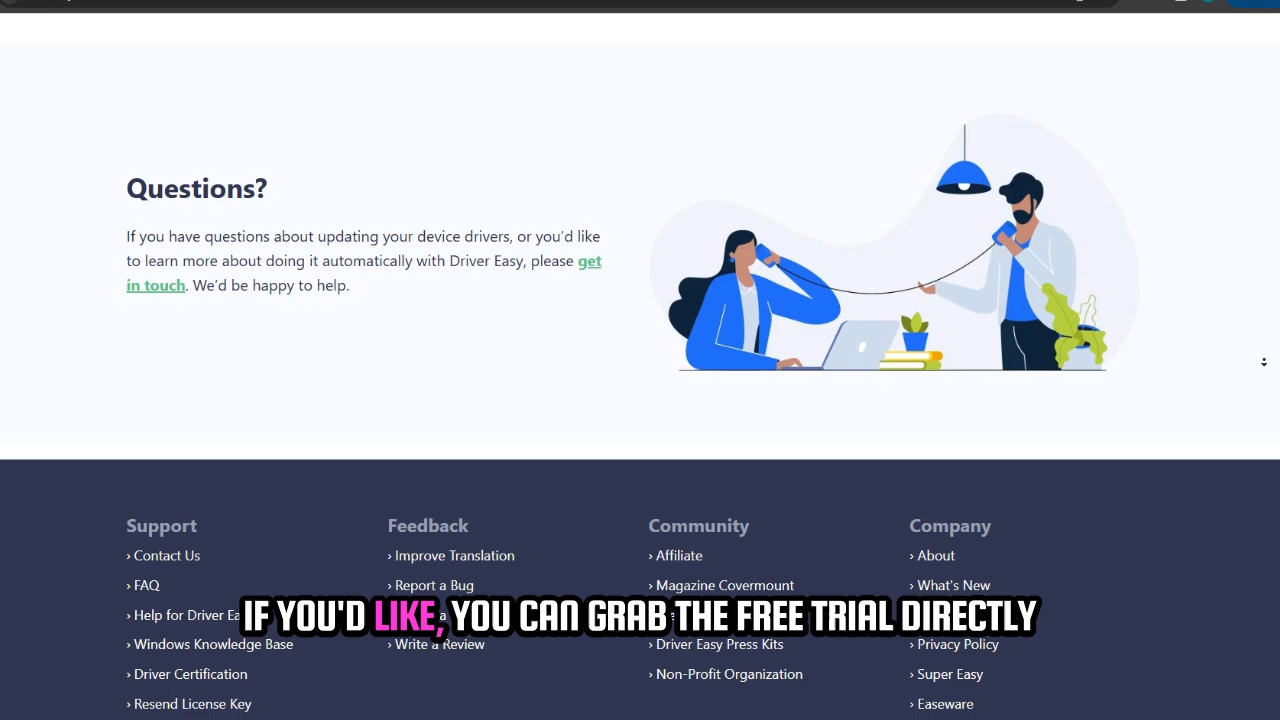 Questions?
If you have questions about updating your device drivers, or you'd like
to learn more about doing it automatically with Driver Easy, please get
in touch. We'd be happy to help.
Support
Feedback
Community
Company
› Contact Us
› Improve Translation
› Affiliate
› About
› FAQ
› Report a Bug
› Magazine Covermount
› What's New
› Help for Driver
IF YOU'D LIKE, YOU CAN GRAB THE FREE TRIAL DIRECTLY
› Windows Knowledge Base
› Write a Review
› Driver Easy Press Kits
› Privacy Policy
› Driver Certification
› Non-Profit Organization
› Super Easy
› Resend License Key
› Easeware